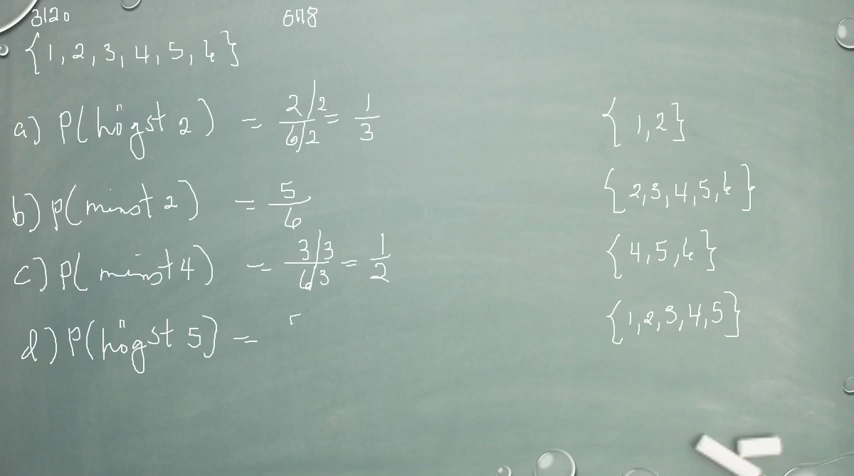 3120 σπ8
{1, 2, 3, 4, 5, 6}
a) P(högst 2) = 2/2 / 6/2 = 1/3 {1, 2}
b) P(minst 2) = 5/6 {2, 3, 4, 5, 6}
c) P(minst 4) = 3/3 / 6/3 = 1/2 {4, 5, 6}
d) P(högst 5) = {1, 2, 3, 4, 5}